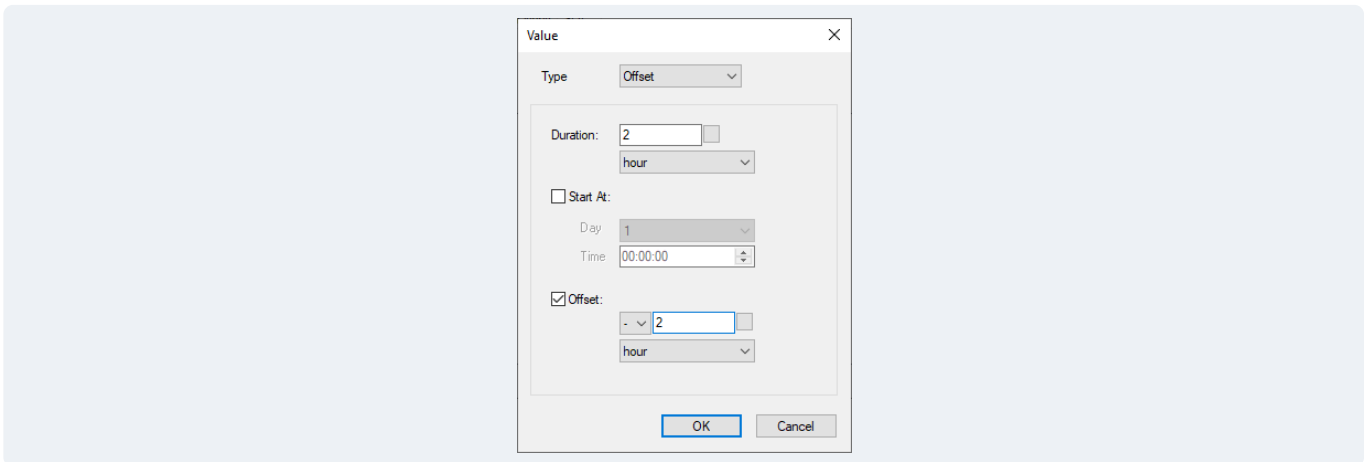 Value
Type Offset
Duration: 2
hour
Start At:
Day 1
Time 00:00:00
Offset:
- 2
hour
OK Cancel